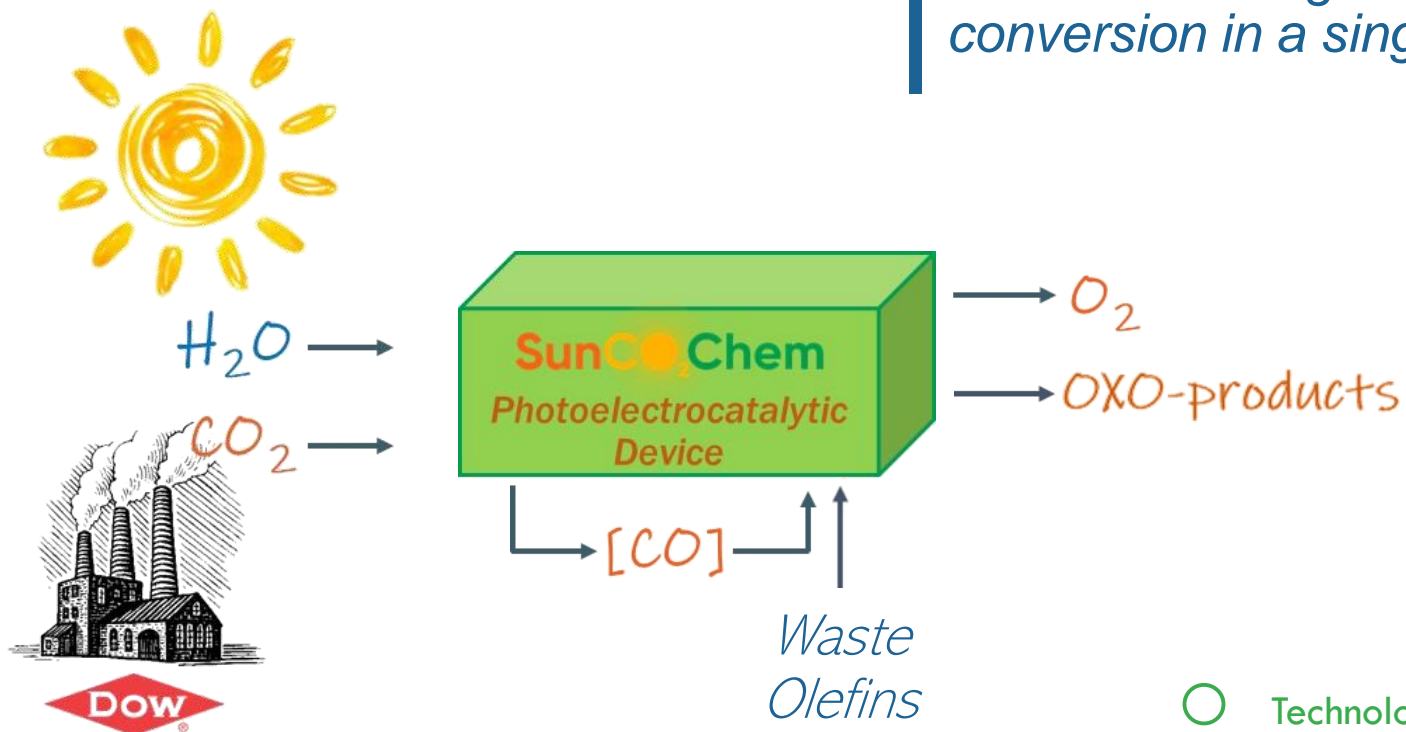 conversion in a sing
H₂O
CO₂
SunCO₂Chem
Photoelectrocatalytic
Device
O₂
OXO-products
[CO]
Waste
Olefins
DOW
Technolo